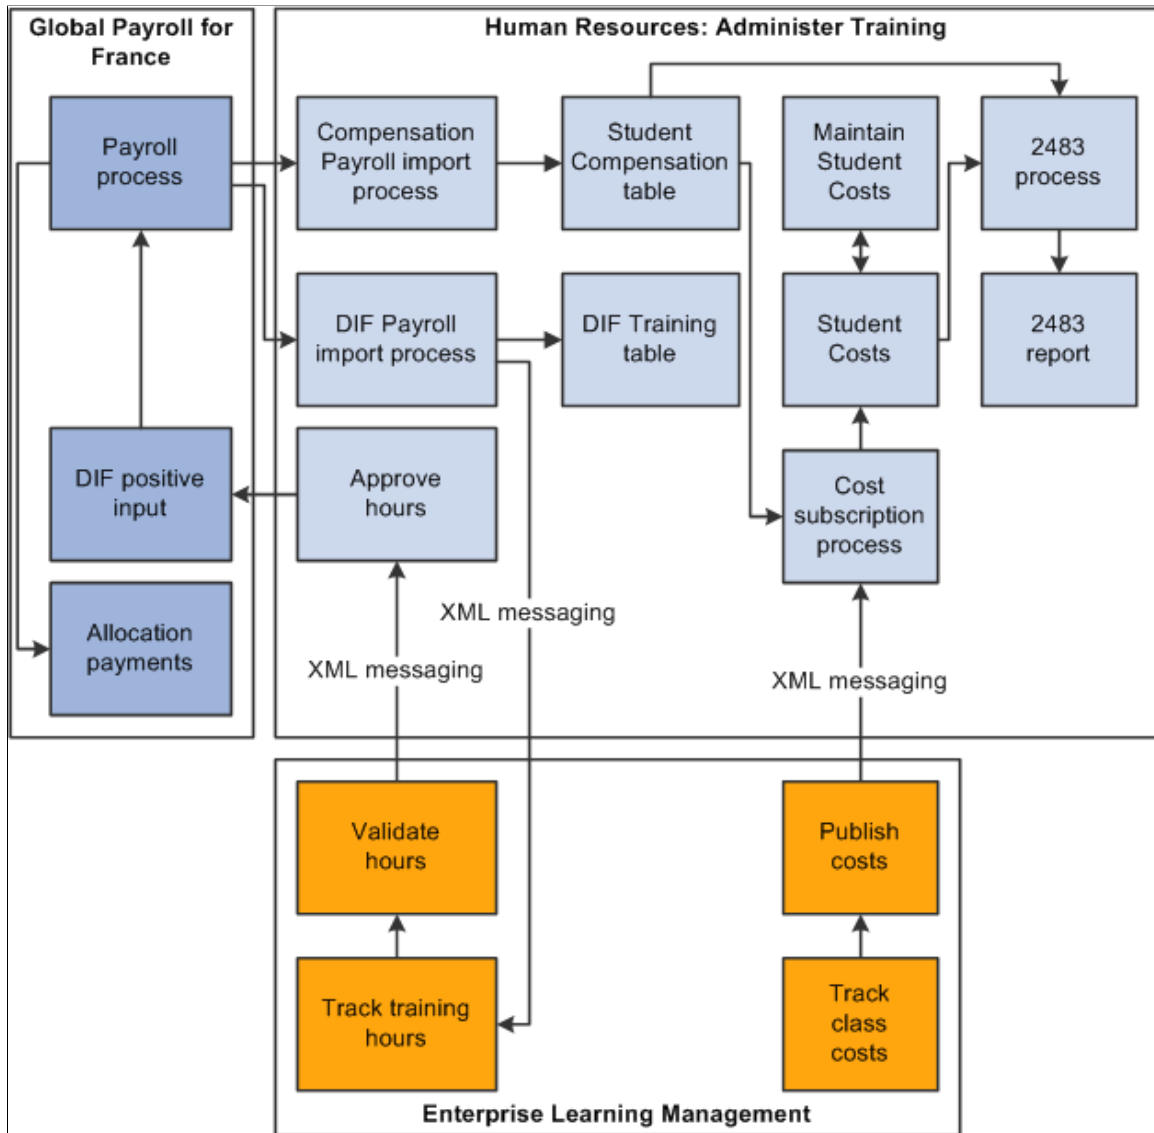 Global Payroll for
France
Human Resources: Administer Training
Payroll
process
Compensation
Payroll import
process
Student
Compensation
table
Maintain
Student
Costs
2483
process
DIF Payroll
import process
DIF Training
table
Student
Costs
2483
report
DIF positive
input
Approve
hours
Cost
subscription
process
Allocation
payments
XML messaging
XML messaging
XML messaging
Validate
hours
Publish
costs
Track training
hours
Track
class
costs
Enterprise Learning Management